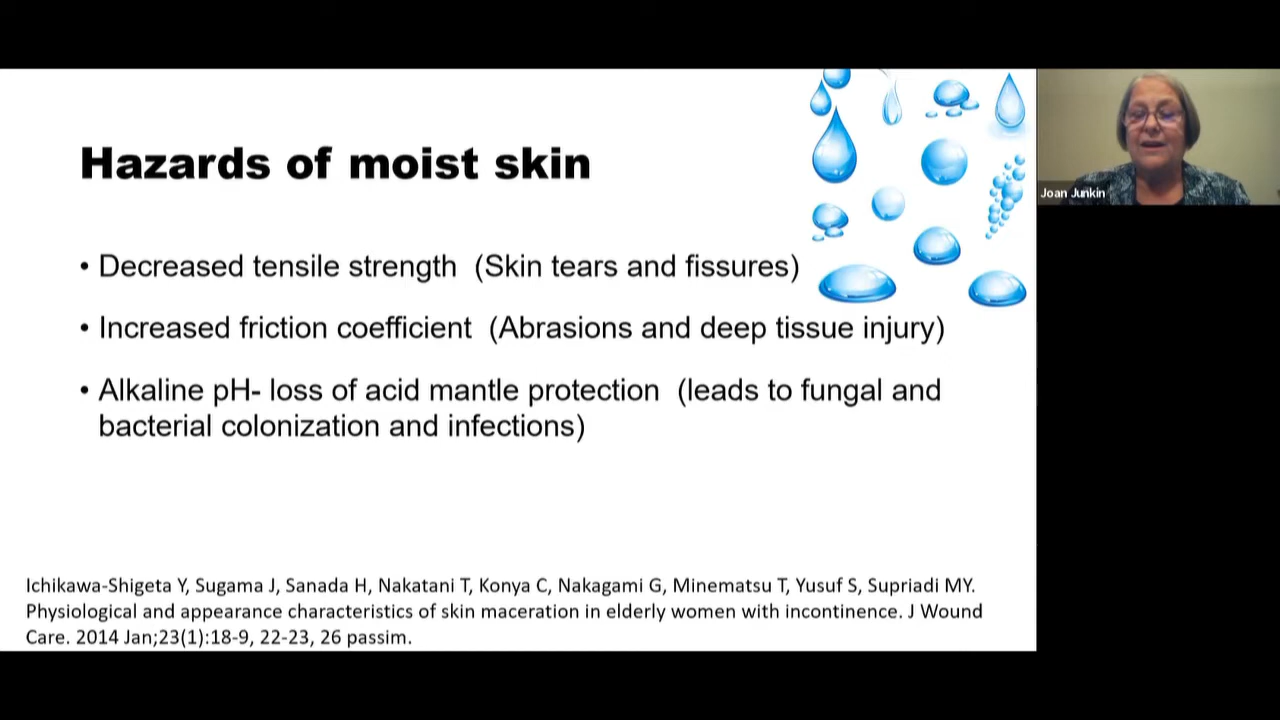 Hazards of moist skin
• Decreased tensile strength (Skin tears and fissures)
• Increased friction coefficient (Abrasions and deep tissue injury)
• Alkaline pH- loss of acid mantle protection (leads to fungal and
bacterial colonization and infections)
Ichikawa-Shigeta Y, Sugama J, Sanada H, Nakatani T, Konya C, Nakagami G, Minematsu T, Yusuf S, Supriadi MY.
Physiological and appearance characteristics of skin maceration in elderly women with incontinence. J Wound
Care. 2014 Jan;23(1):18-9, 22-23, 26 passim.
Joan Junkin